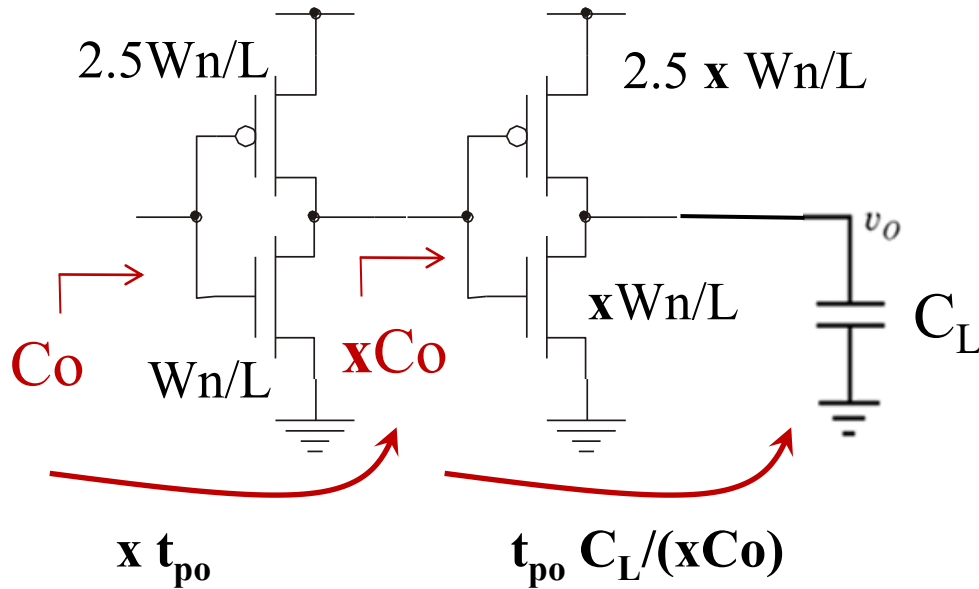 2.5Wn/L
2.5 x Wn/L
v_O
xWn/L
C_L
Co
xCo
Wn/L
x t_po
t_po C_L/(xCo)